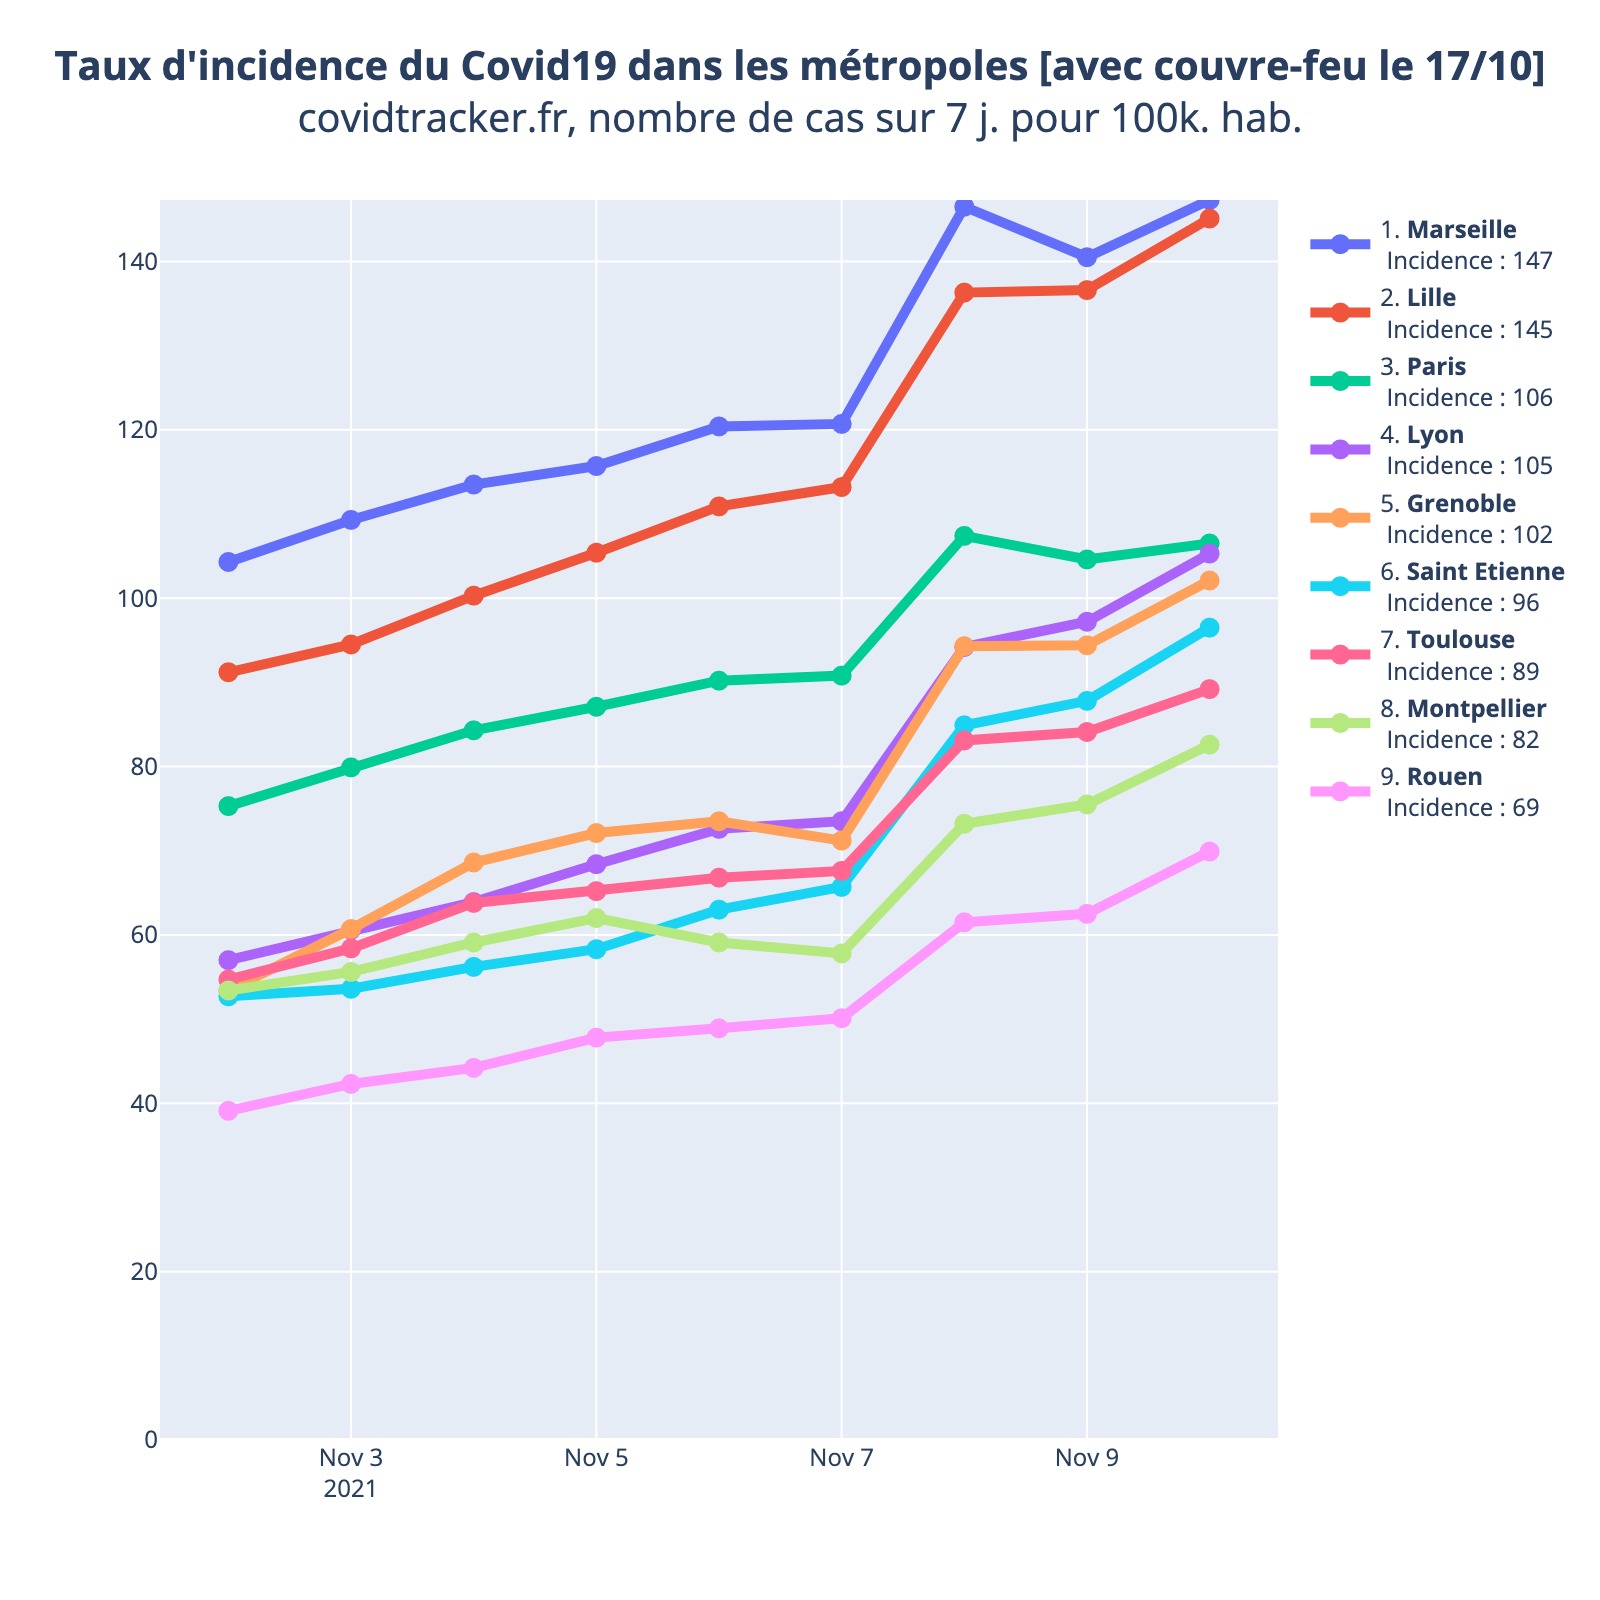 Taux d'incidence du Covid19 dans les métropoles [avec couvre-feu le 17/10]
covidtracker.fr, nombre de cas sur 7 j. pour 100k. hab.
140
120
100
80
60
40
20
0
Nov 3
2021
Nov 5
Nov 7
Nov 9
1. Marseille
Incidence : 147
2. Lille
Incidence : 145
3. Paris
Incidence : 106
4. Lyon
Incidence : 105
5. Grenoble
Incidence : 102
6. Saint Etienne
Incidence : 96
7. Toulouse
Incidence : 89
8. Montpellier
Incidence : 82
9. Rouen
Incidence : 69